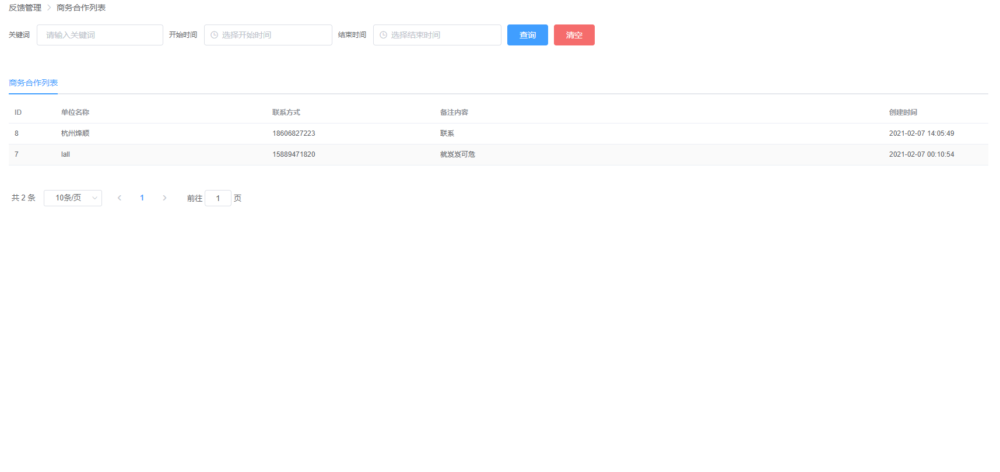 反馈管理 > 商务合作列表
关键词 请输入关键词 开始时间 选择开始时间 结束时间 选择结束时间 查询 清空
商务合作列表
ID 单位名称 联系方式 备注内容 创建时间
8 杭州烽顺 18606827223 联系 2021-02-07 14:05:49
7 lall 15889471820 就岌岌可危 2021-02-07 00:10:54
共 2 条 10条/页 < 1 > 前往 1 页